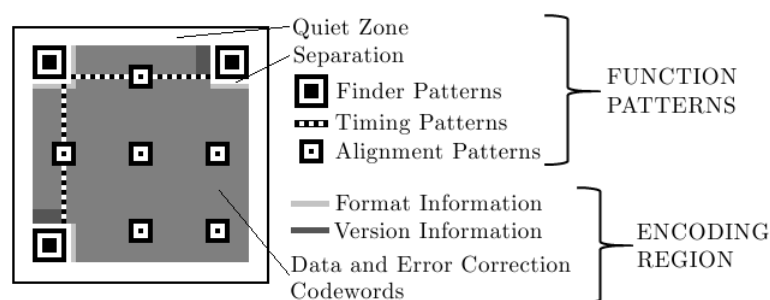 Quiet Zone
Separation
Finder Patterns
Timing Patterns
Alignment Patterns
FUNCTION
PATTERNS
Format Information
Version Information
Data and Error Correction
Codewords
ENCODING
REGION